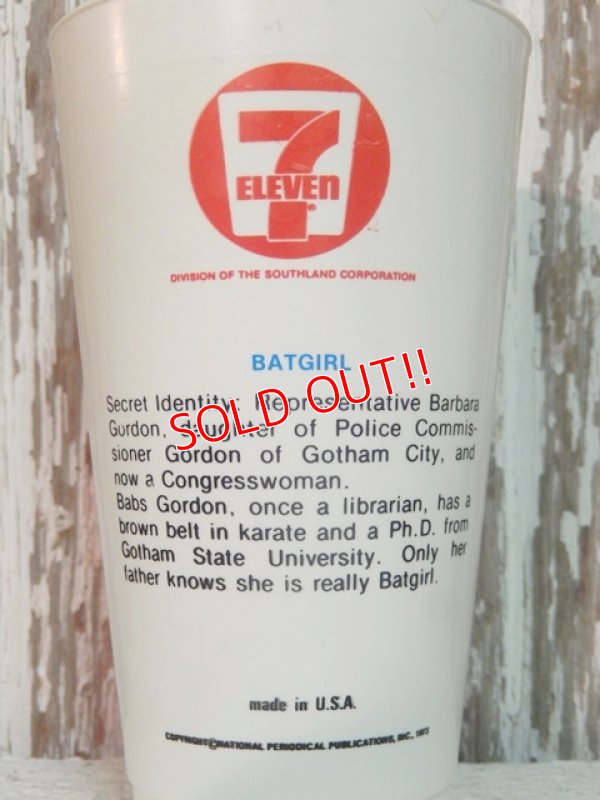 7
ELEVEn
®
DIVISION OF THE SOUTHLAND CORPORATION
BATGIRL
SOLD OUT!!
Secret Identity: Representative Barbara
Gordon, daughter of Police Commis-
sioner Gordon of Gotham City, and
now a Congresswoman.
Babs Gordon, once a librarian, has a
brown belt in karate and a Ph.D. from
Gotham State University. Only her
father knows she is really Batgirl.
made in U.S.A.
COPYRIGHT © NATIONAL PERIODICAL PUBLICATIONS, INC. 1973